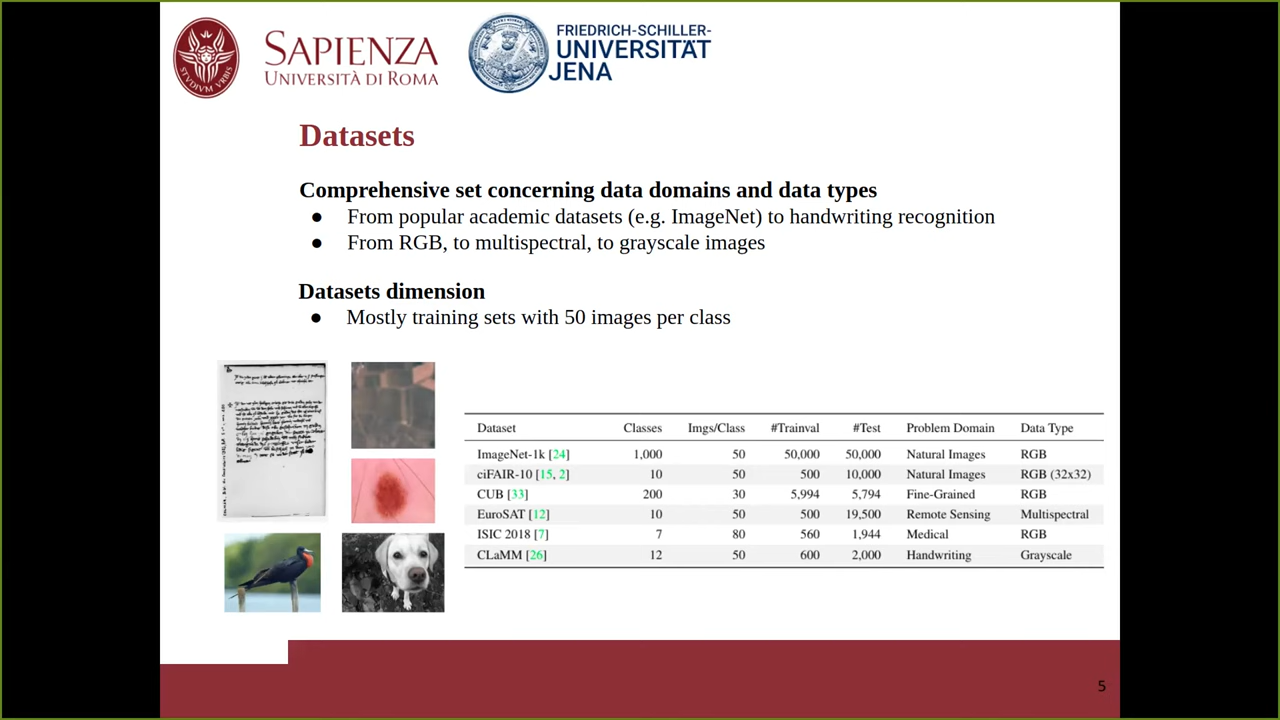 SAPIENZA
UNIVERSITÀ DI ROMA
STVDIVM VRBIS
FRIEDRICH-SCHILLER-
UNIVERSITÄT
JENA
Datasets
Comprehensive set concerning data domains and data types
● From popular academic datasets (e.g. ImageNet) to handwriting recognition
● From RGB, to multispectral, to grayscale images
Datasets dimension
● Mostly training sets with 50 images per class
Dataset Classes Imgs/Class #Trainval #Test Problem Domain Data Type
ImageNet-1k [24] 1,000 50 50,000 50,000 Natural Images RGB
ciFAIR-10 [15, 2] 10 50 500 10,000 Natural Images RGB (32x32)
CUB [33] 200 30 5,994 5,794 Fine-Grained RGB
EuroSAT [12] 10 50 500 19,500 Remote Sensing Multispectral
ISIC 2018 [7] 7 80 560 1,944 Medical RGB
CLaMM [26] 12 50 600 2,000 Handwriting Grayscale
5